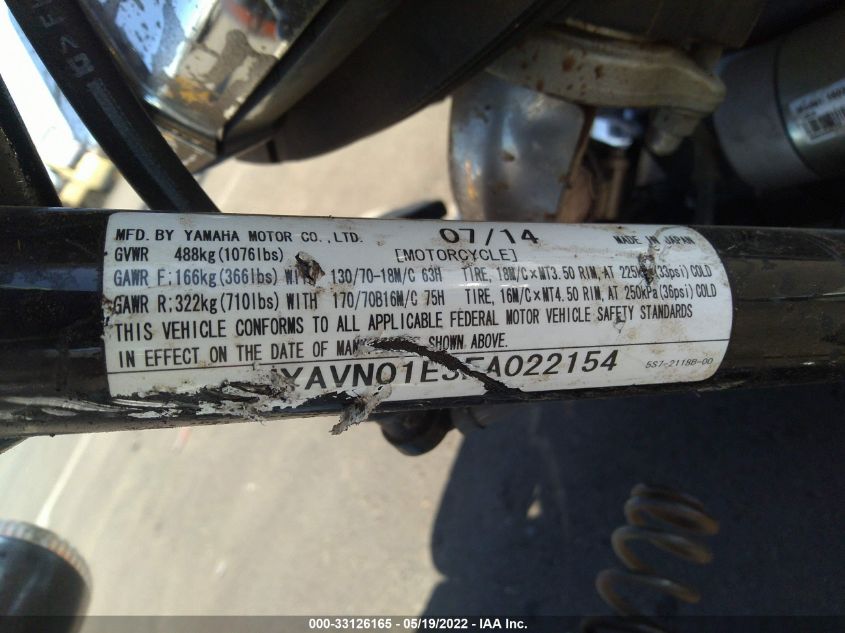 MFD. BY YAMAHA MOTOR CO.,LTD. 07/14 MADE IN JAPAN
GVWR 488kg(1076lbs) [MOTORCYCLE]
GAWR F:166kg(366lbs) WITH 130/70-18M/C 63H TIRE, 18M/C×MT3.50 RIM, AT 225kPa(33psi) COLD
GAWR R:322kg(710lbs) WITH 170/70B16M/C 75H TIRE, 16M/C×MT4.50 RIM, AT 250kPa(36psi) COLD
THIS VEHICLE CONFORMS TO ALL APPLICABLE FEDERAL MOTOR VEHICLE SAFETY STANDARDS
IN EFFECT ON THE DATE OF SHOWN ABOVE.
YAVN01E EA022154 5S7-2118B-00
000-33126165 - 05/19/2022 - IAA Inc.